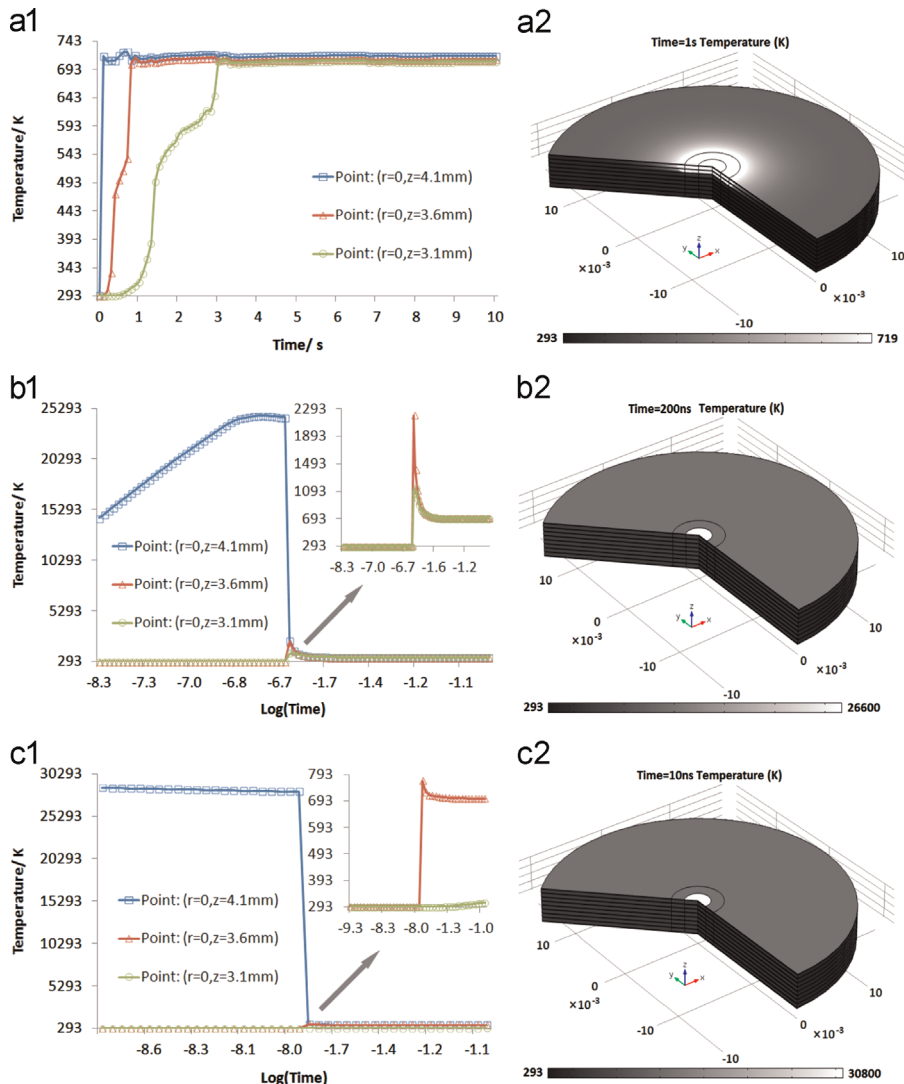 a1
743
693
643
593
543
493
443
393
343
293
Temperature/ K
0 1 2 3 4 5 6 7 8 9 10
Time/ s
Point: (r=0,z=4.1mm)
Point: (r=0,z=3.6mm)
Point: (r=0,z=3.1mm)
a2
Time=1s Temperature (K)
10
0
×10⁻³
-10
-10
0 ×10⁻³
10
y z x
293 719
b1
25293
20293
15293
10293
5293
293
Temperature/ K
-8.3 -7.3 -7.0 -6.8 -6.7 -1.7 -1.4 -1.2 -1.1
Log(Time)
Point: (r=0,z=4.1mm)
Point: (r=0,z=3.6mm)
Point: (r=0,z=3.1mm)
2293
1893
1493
1093
693
293
-8.3 -7.0 -6.7 -1.6 -1.2
b2
Time=200ns Temperature (K)
10
0
×10⁻³
-10
-10
0 ×10⁻³
10
y z x
293 26600
c1
30293
25293
20293
15293
10293
5293
293
Temperature/ K
-8.6 -8.3 -8.1 -8.0 -1.7 -1.2 -1.1
Log(Time)
Point: (r=0,z=4.1mm)
Point: (r=0,z=3.6mm)
Point: (r=0,z=3.1mm)
793
693
593
493
393
293
-9.3 -8.3 -8.0 -1.3 -1.0
c2
Time=10ns Temperature (K)
10
0
×10⁻³
-10
-10
0 ×10⁻³
10
y z x
293 30800